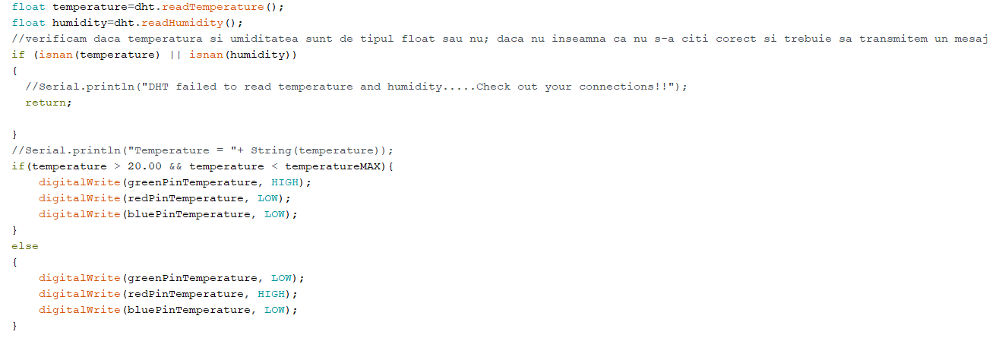 float temperature=dht.readTemperature();
float humidity=dht.readHumidity();
//verificam daca temperatura si umiditatea sunt de tipul float sau nu; daca nu inseamna ca nu s-a citi corect si trebuie sa transmitem un mesaj
if (isnan(temperature) || isnan(humidity))
{
  //Serial.println("DHT failed to read temperature and humidity.....Check out your connections!!");
  return;

}
//Serial.println("Temperature = "+ String(temperature));
if(temperature > 20.00 && temperature < temperatureMAX){
    digitalWrite(greenPinTemperature, HIGH);
    digitalWrite(redPinTemperature, LOW);
    digitalWrite(bluePinTemperature, LOW);
}
else
{
    digitalWrite(greenPinTemperature, LOW);
    digitalWrite(redPinTemperature, HIGH);
    digitalWrite(bluePinTemperature, LOW);
}